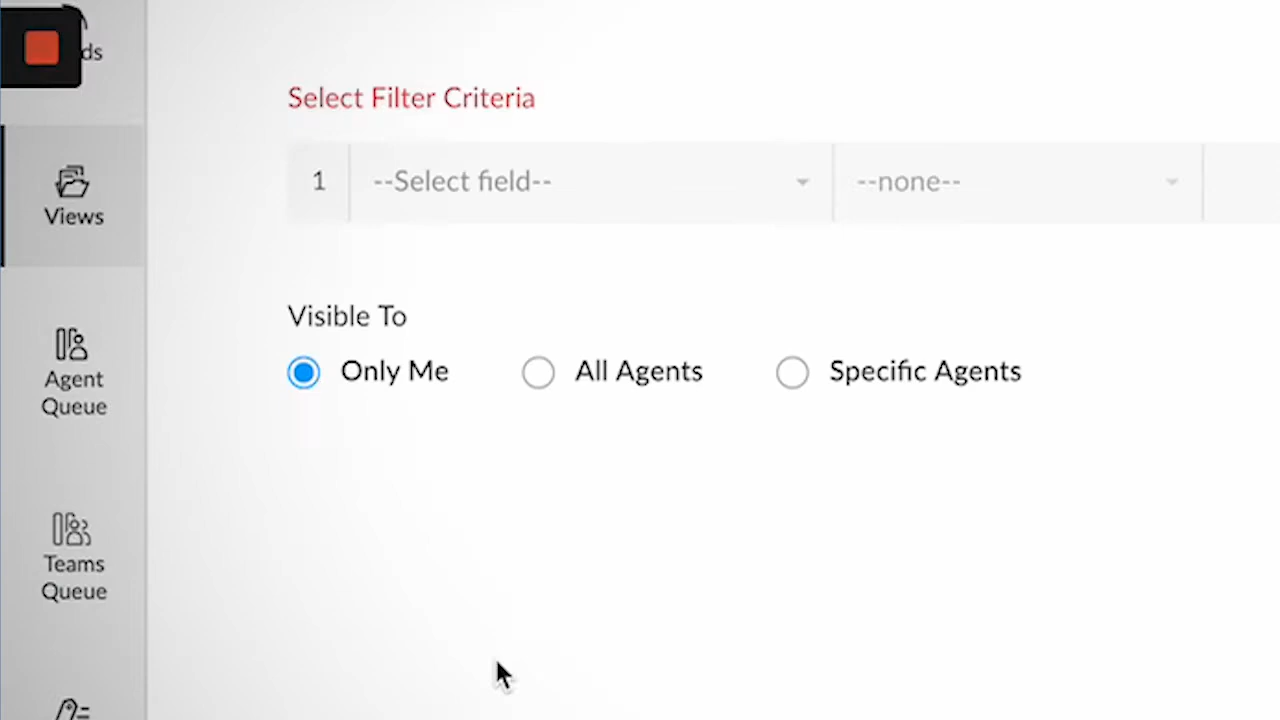 Select Filter Criteria
1 --Select field-- --none--
Views
Visible To
Only Me All Agents Specific Agents
Agent
Queue
Teams
Queue